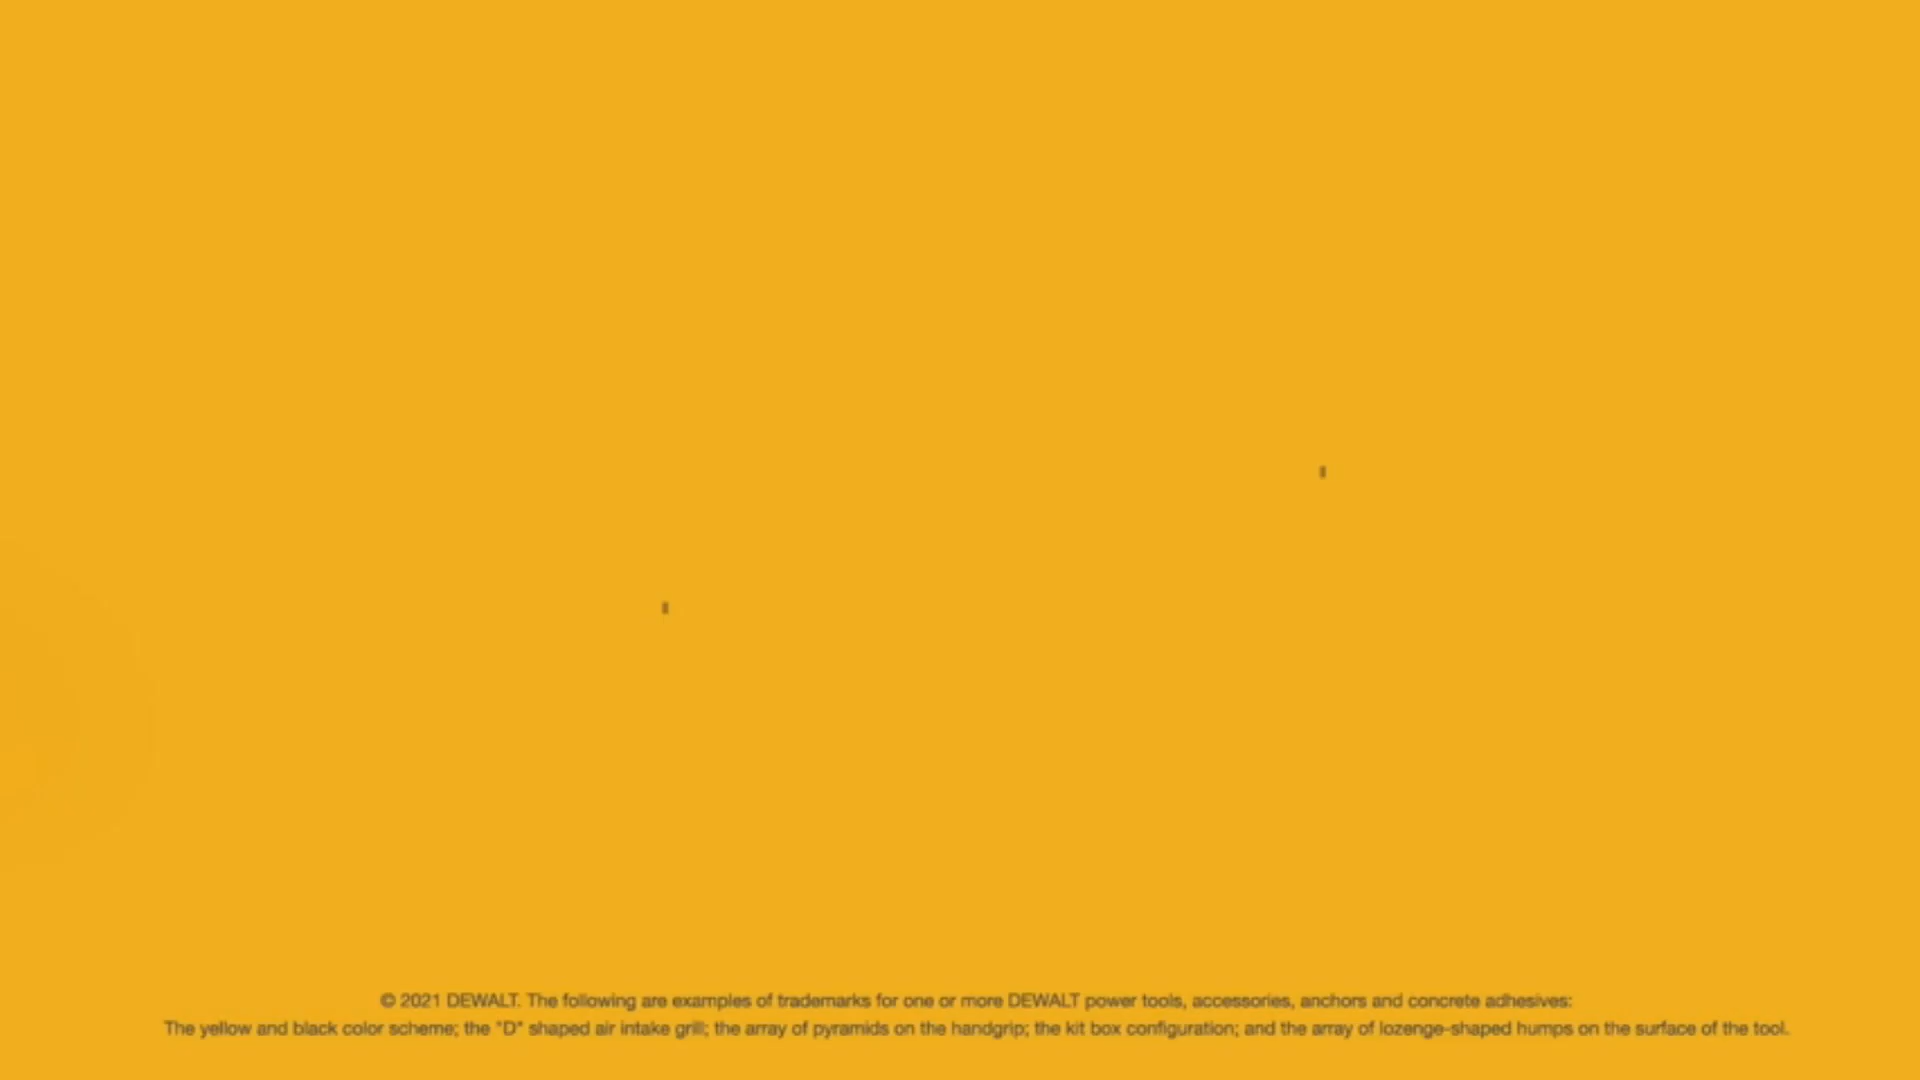 © 2021 DEWALT. The following are examples of trademarks for one or more DEWALT power tools, accessories, anchors and concrete adhesives:
The yellow and black color scheme; the "D" shaped air intake grill; the array of pyramids on the handgrip; the kit box configuration; and the array of lozenge-shaped humps on the surface of the tool.